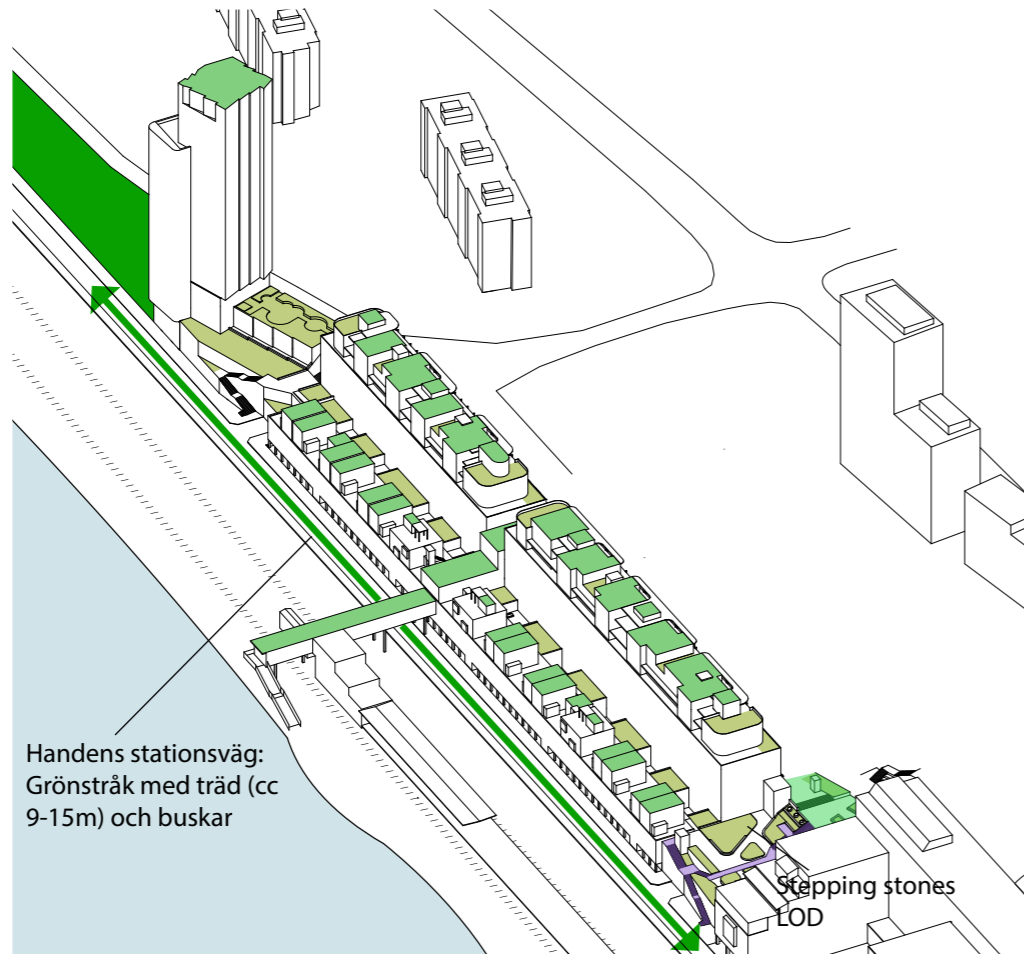 Handens stationsväg:
Grönstråk med träd (cc
9-15m) och buskar
Stepping stones
LOD